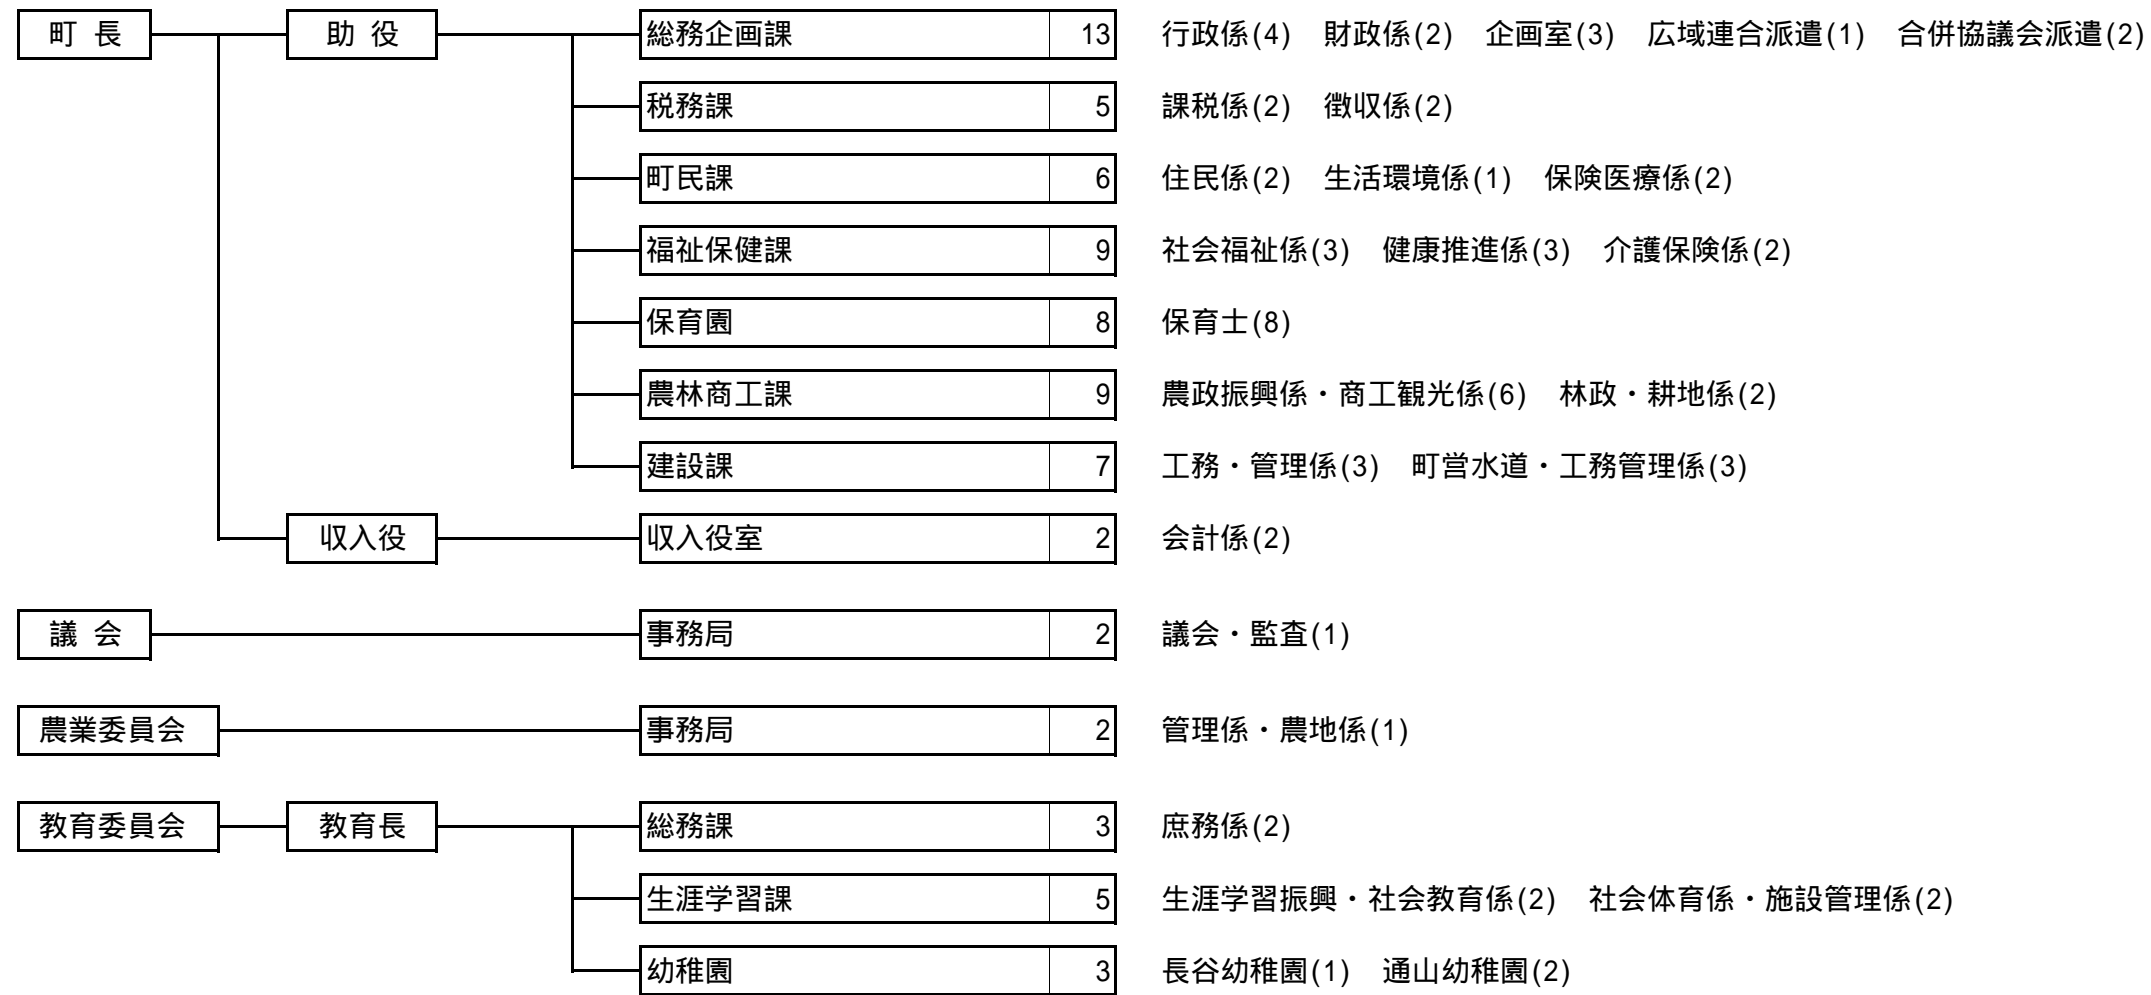 町 長 助 役 総務企画課 13 行政係(4) 財政係(2) 企画室(3) 広域連合派遣(1) 合併協議会派遣(2)
税務課 5 課税係(2) 徴収係(2)
町民課 6 住民係(2) 生活環境係(1) 保険医療係(2)
福祉保健課 9 社会福祉係(3) 健康推進係(3) 介護保険係(2)
保育園 8 保育士(8)
農林商工課 9 農政振興係・商工観光係(6) 林政・耕地係(2)
建設課 7 工務・管理係(3) 町営水道・工務管理係(3)
収入役 収入役室 2 会計係(2)
議 会 事務局 2 議会・監査(1)
農業委員会 事務局 2 管理係・農地係(1)
教育委員会 教育長 総務課 3 庶務係(2)
生涯学習課 5 生涯学習振興・社会教育係(2) 社会体育係・施設管理係(2)
幼稚園 3 長谷幼稚園(1) 通山幼稚園(2)